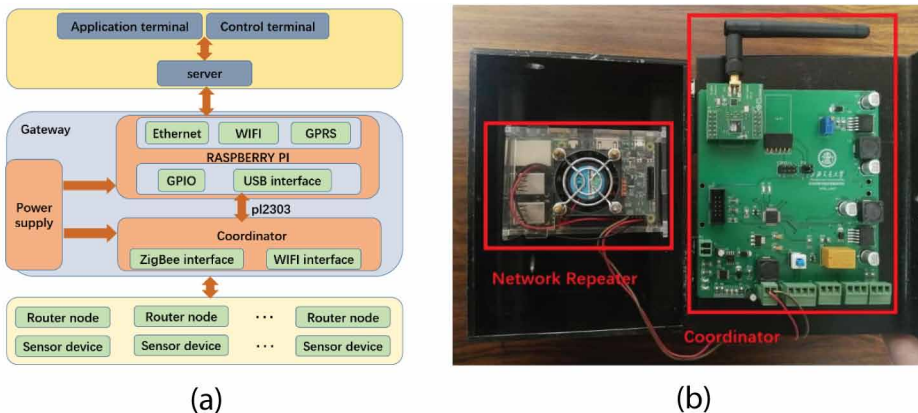 Application terminal Control terminal
server
Gateway
Ethernet WIFI GPRS
RASPBERRY PI
GPIO USB interface
pl2303
Power
supply
Coordinator
ZigBee interface WIFI interface
Router node Router node ··· Router node
Sensor device Sensor device ··· Sensor device
(a)
Network Repeater
Coordinator
(b)